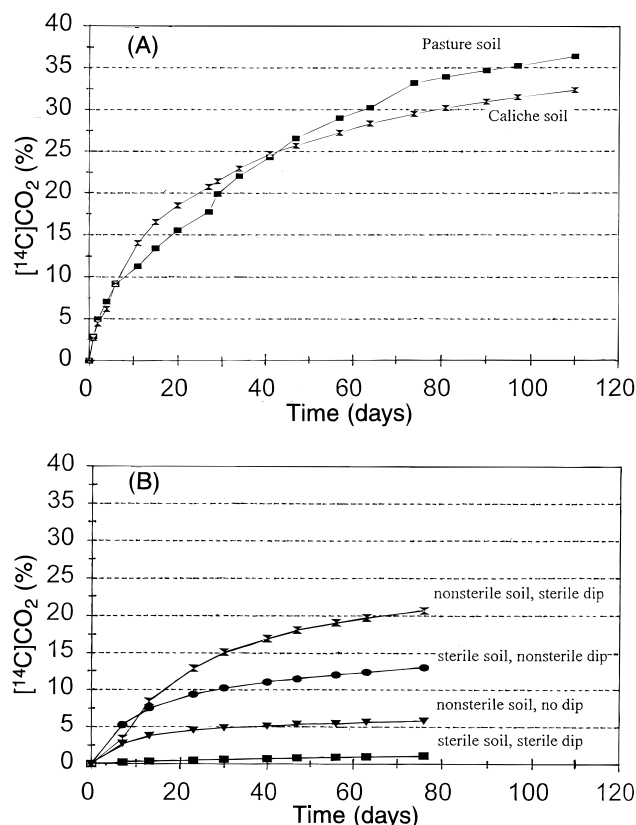 (A)
Pasture soil
Caliche soil
[¹⁴C]CO₂ (%)
40
35
30
25
20
15
10
5
0
0 20 40 60 80 100 120
Time (days)
(B)
nonsterile soil, sterile dip
sterile soil, nonsterile dip
nonsterile soil, no dip
sterile soil, sterile dip
[¹⁴C]CO₂ (%)
40
35
30
25
20
15
10
5
0
0 20 40 60 80 100 120
Time (days)